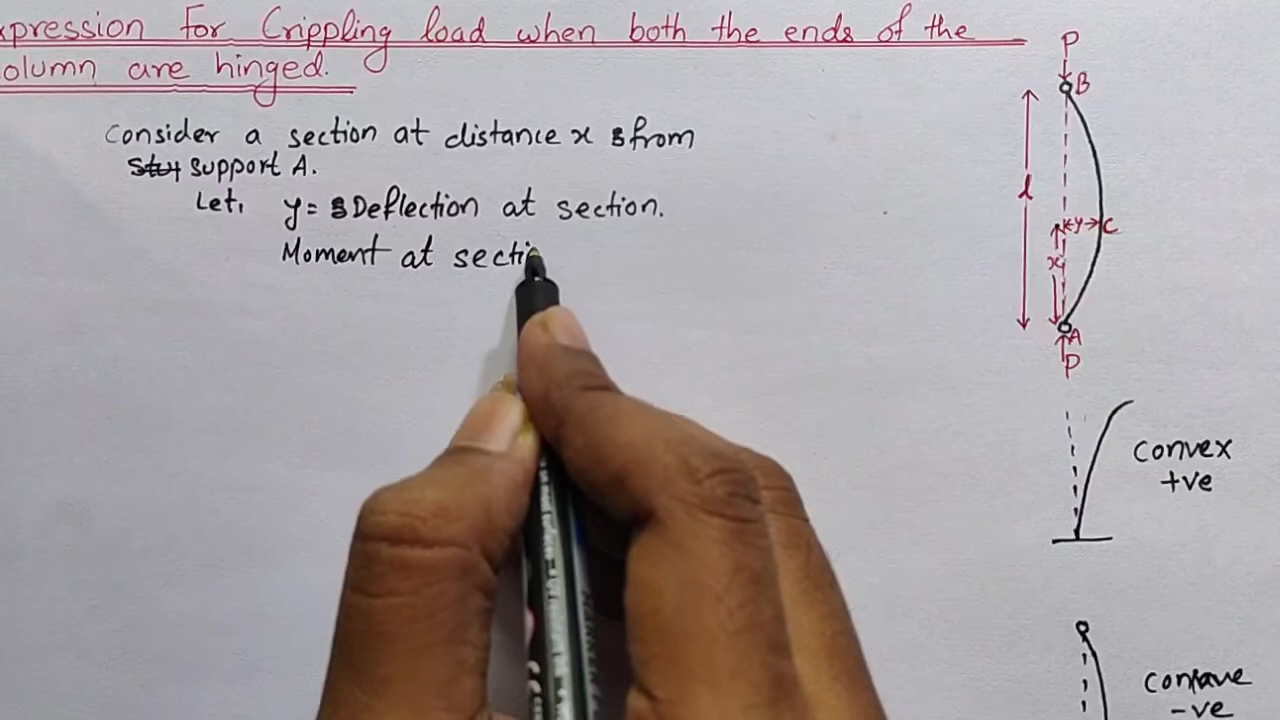 xpression for Crippling load when both the ends of the
olumn are hinged.
Consider a section at distance x from
support A.
Let, y = Deflection at section.
Moment at secti
P
B
l
y
C
x
A
P
convex
+ve
concave
-ve